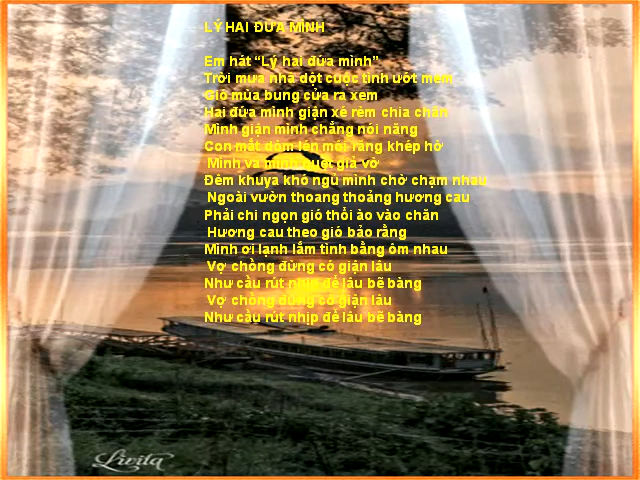 LÝ HAI ĐỨA MÌNH
Em hát “Lý hai đứa mình”
Trời mưa nhà dột cuộc tình ướt mem
Gió mùa bung cửa ra xem
Hai đứa mình giận xé rèm chia chăn
Mình giận mình chẳng nói năng
Con mắt dòm lén môi răng khép hờ
Mình va mình quẹt giả vờ
Đêm khuya khó ngủ mình chờ chạm nhau
Ngoài vườn thoang thoảng hương cau
Phải chi ngọn gió thổi ào vào chăn
Hương cau theo gió bảo rằng
Mình ơi lạnh lắm tình bằng ôm nhau
Vợ chồng đừng có giận lâu
Như cầu rút nhịp để lâu bẽ bàng
Vợ chồng đừng có giận lâu
Như cầu rút nhịp để lâu bẽ bàng
Livita